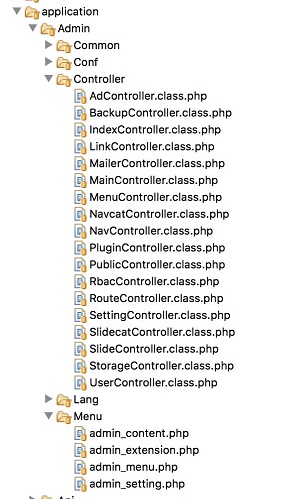 application
Admin
Common
Conf
Controller
AdController.class.php
BackupController.class.php
IndexController.class.php
LinkController.class.php
MailerController.class.php
MainController.class.php
MenuController.class.php
NavcatController.class.php
NavController.class.php
PluginController.class.php
PublicController.class.php
RbacController.class.php
RouteController.class.php
SettingController.class.php
SlidecatController.class.php
SlideController.class.php
StorageController.class.php
UserController.class.php
Lang
Menu
admin_content.php
admin_extension.php
admin_menu.php
admin_setting.php